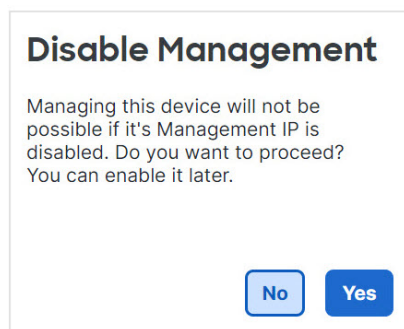 Disable Management
Managing this device will not be
possible if it's Management IP is
disabled. Do you want to proceed?
You can enable it later.
No
Yes